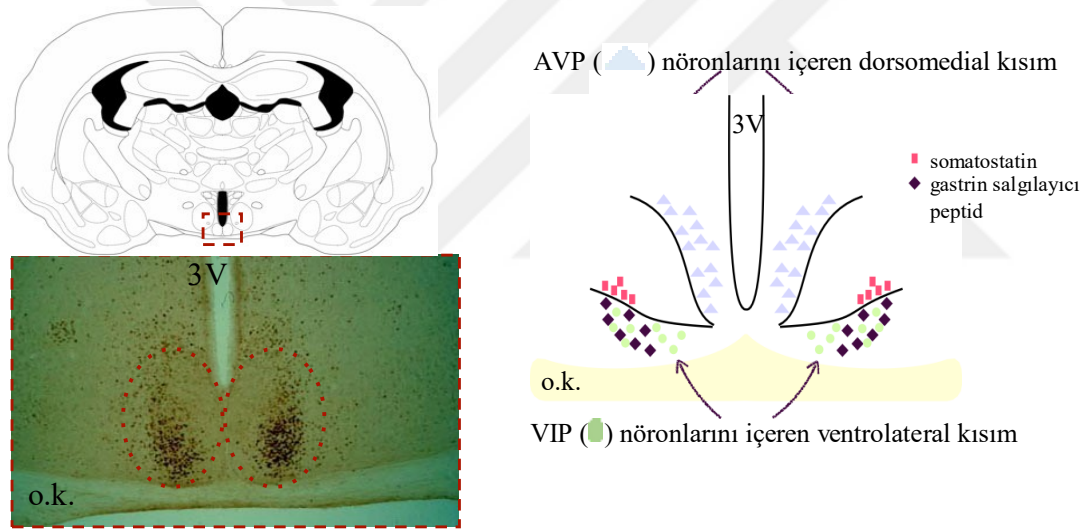 AVP ( ) nöronlarını içeren dorsomedial kısım
3V
somatostatin
gastrin salgılayıcı
peptid
3V
o.k.
o.k.
VIP ( ) nöronlarını içeren ventrolateral kısım